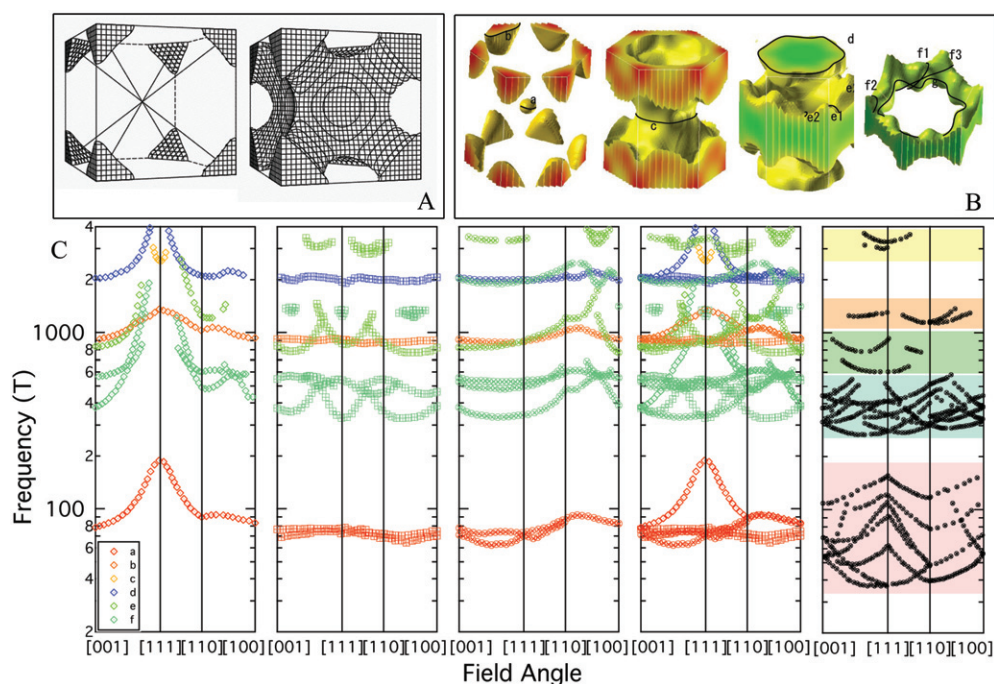 A
B
b
a
c
d
e
e2
e1
f1
f3
f2
C
4
2
1000
8
6
4
2
100
8
6
4
2
Frequency (T)
a
b
c
d
e
f
[001] [111] [110] [100]
[001] [111] [110] [100]
[001] [111] [110] [100]
[001] [111] [110] [100]
[001] [111] [110] [100]
Field Angle